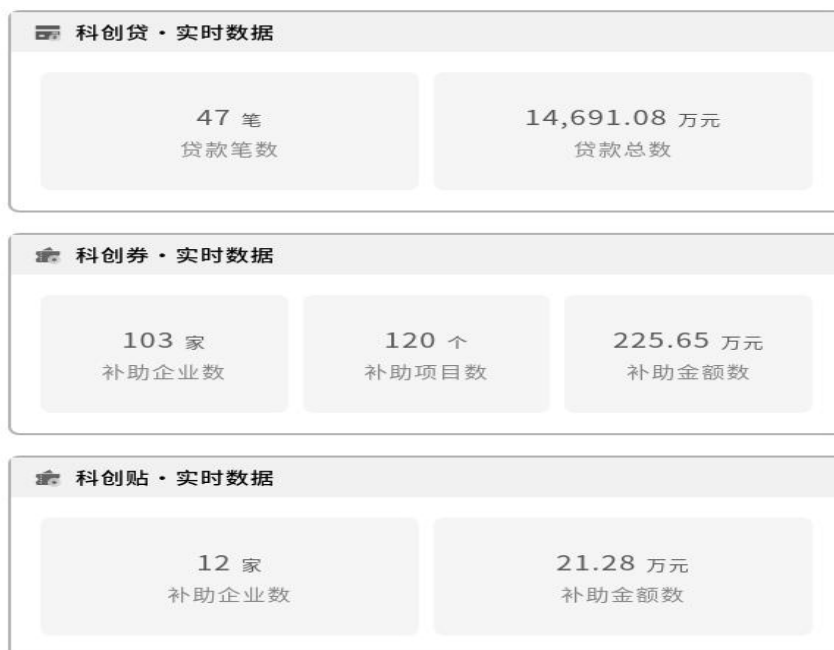 科创贷·实时数据
47 笔 14,691.08 万元
贷款笔数 贷款总数
科创券·实时数据
103 家 120 个 225.65 万元
补助企业数 补助项目数 补助金额数
科创贴·实时数据
12 家 21.28 万元
补助企业数 补助金额数